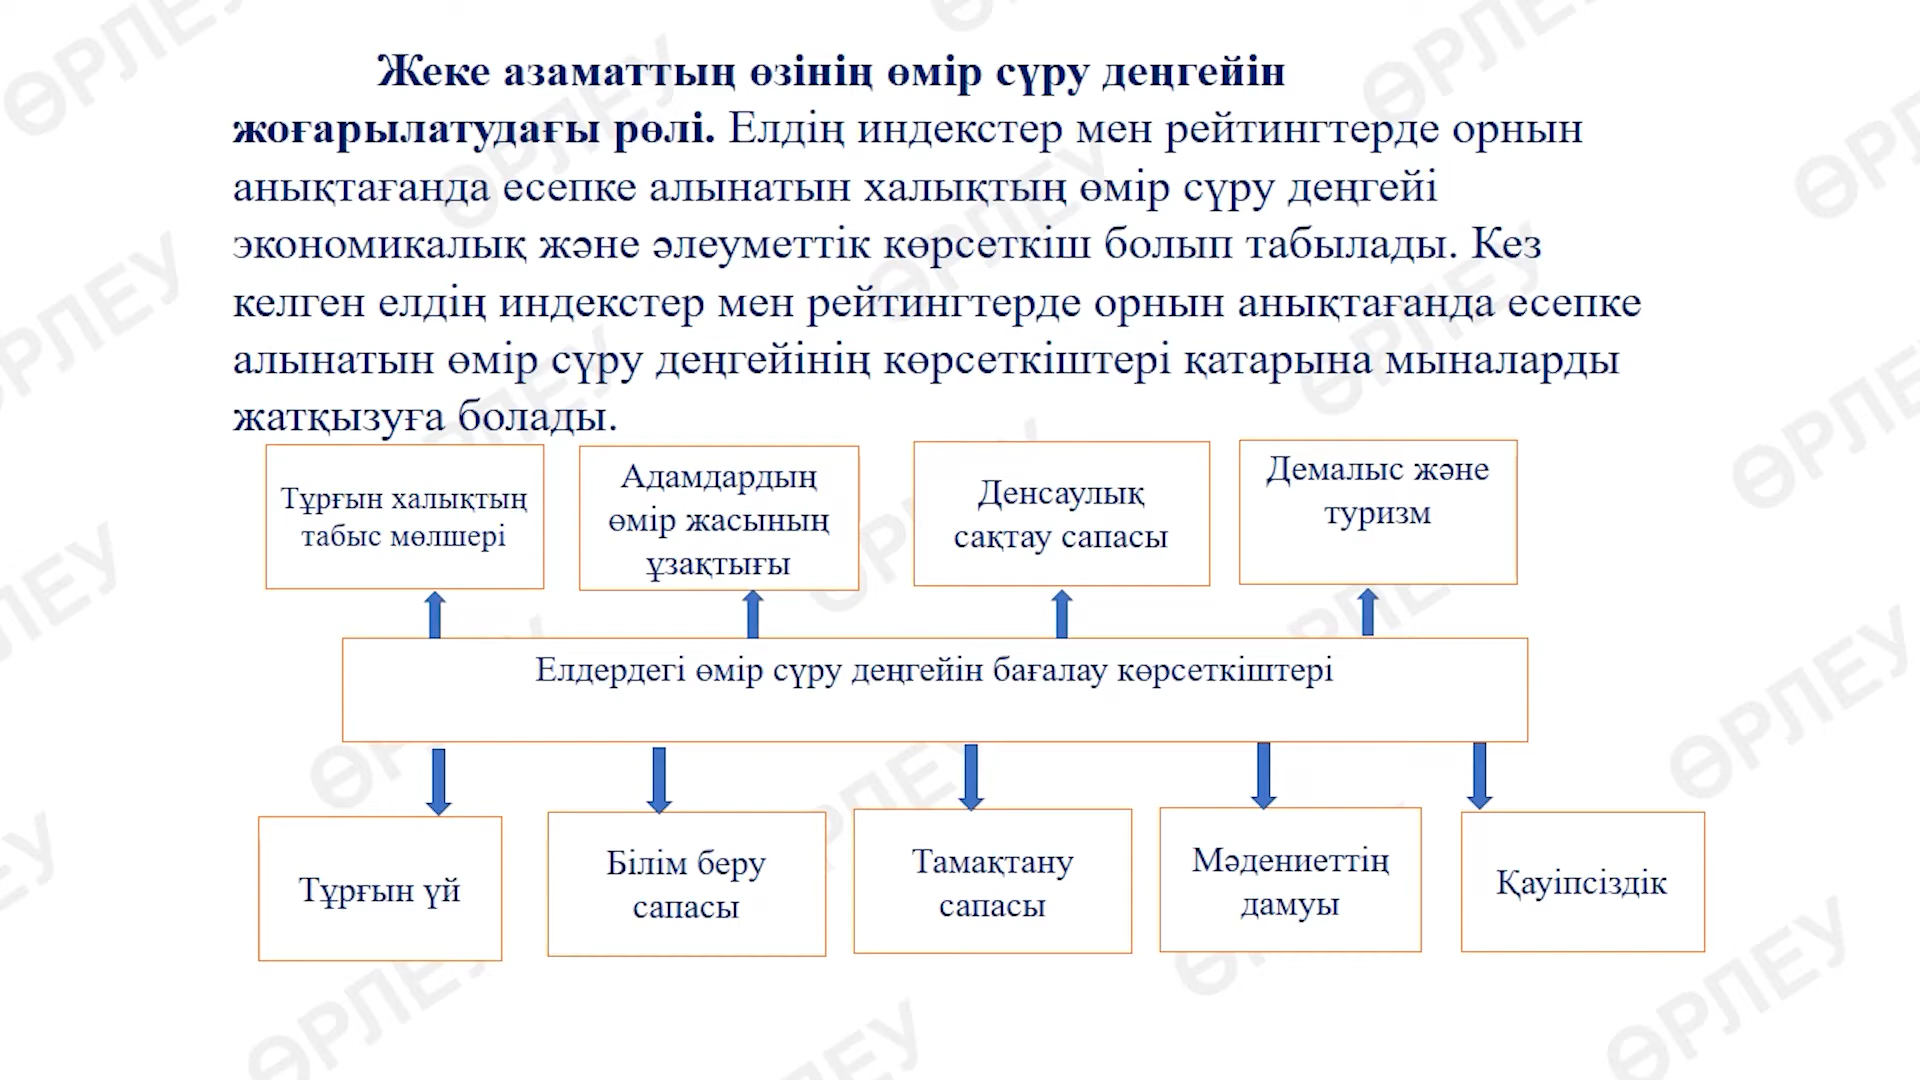 Жеке азаматтың өзінің өмір сүру деңгейін
жоғарылатудағы рөлі. Елдің индекстер мен рейтингтерде орнын
анықтағанда есепке алынатын халықтың өмір сүру деңгейі
экономикалық және әлеуметтік көрсеткіш болып табылады. Кез
келген елдің индекстер мен рейтингтерде орнын анықтағанда есепке
алынатын өмір сүру деңгейінің көрсеткіштері қатарына мыналарды
жатқызуға болады.
Тұрғын халықтың
табыс мөлшері
Адамдардың
өмір жасының
ұзақтығы
Денсаулық
сақтау сапасы
Демалыс және
туризм
Елдердегі өмір сүру деңгейін бағалау көрсеткіштері
Тұрғын үй
Білім беру
сапасы
Тамақтану
сапасы
Мәдениеттің
дамуы
Қауіпсіздік
ӨРЛЕУ